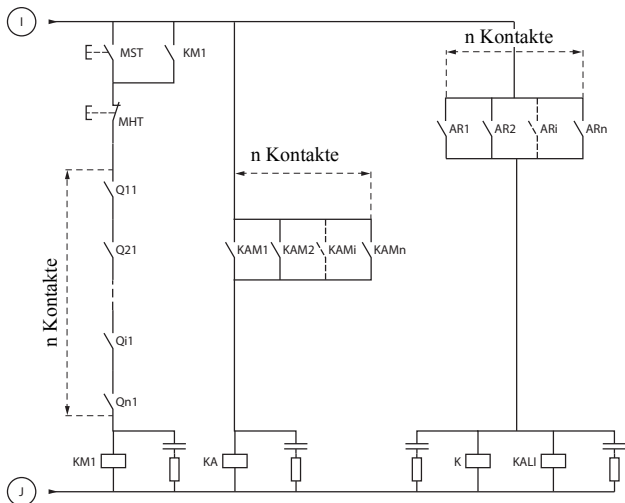 I
MST
KM1
n Kontakte
MHT
AR1
AR2
ARi
ARn
n Kontakte
Q11
n Kontakte
Q21
KAM1
KAM2
KAMi
KAMn
Qi1
Qn1
KM1
KA
K
KALI
J